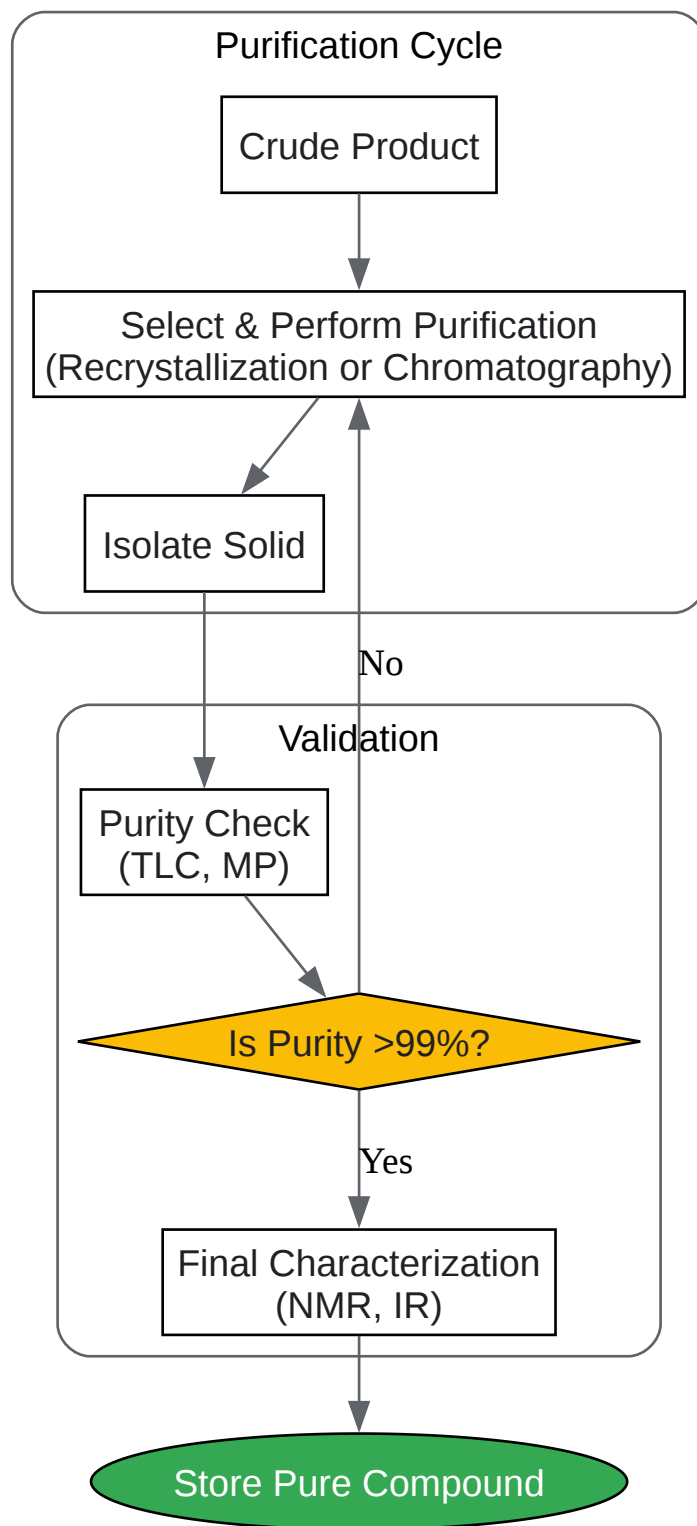 Purification Cycle
Crude Product
Select & Perform Purification
(Recrystallization or Chromatography)
Isolate Solid
No
Validation
Purity Check
(TLC, MP)
Is Purity >99%?
Yes
Final Characterization
(NMR, IR)
Store Pure Compound